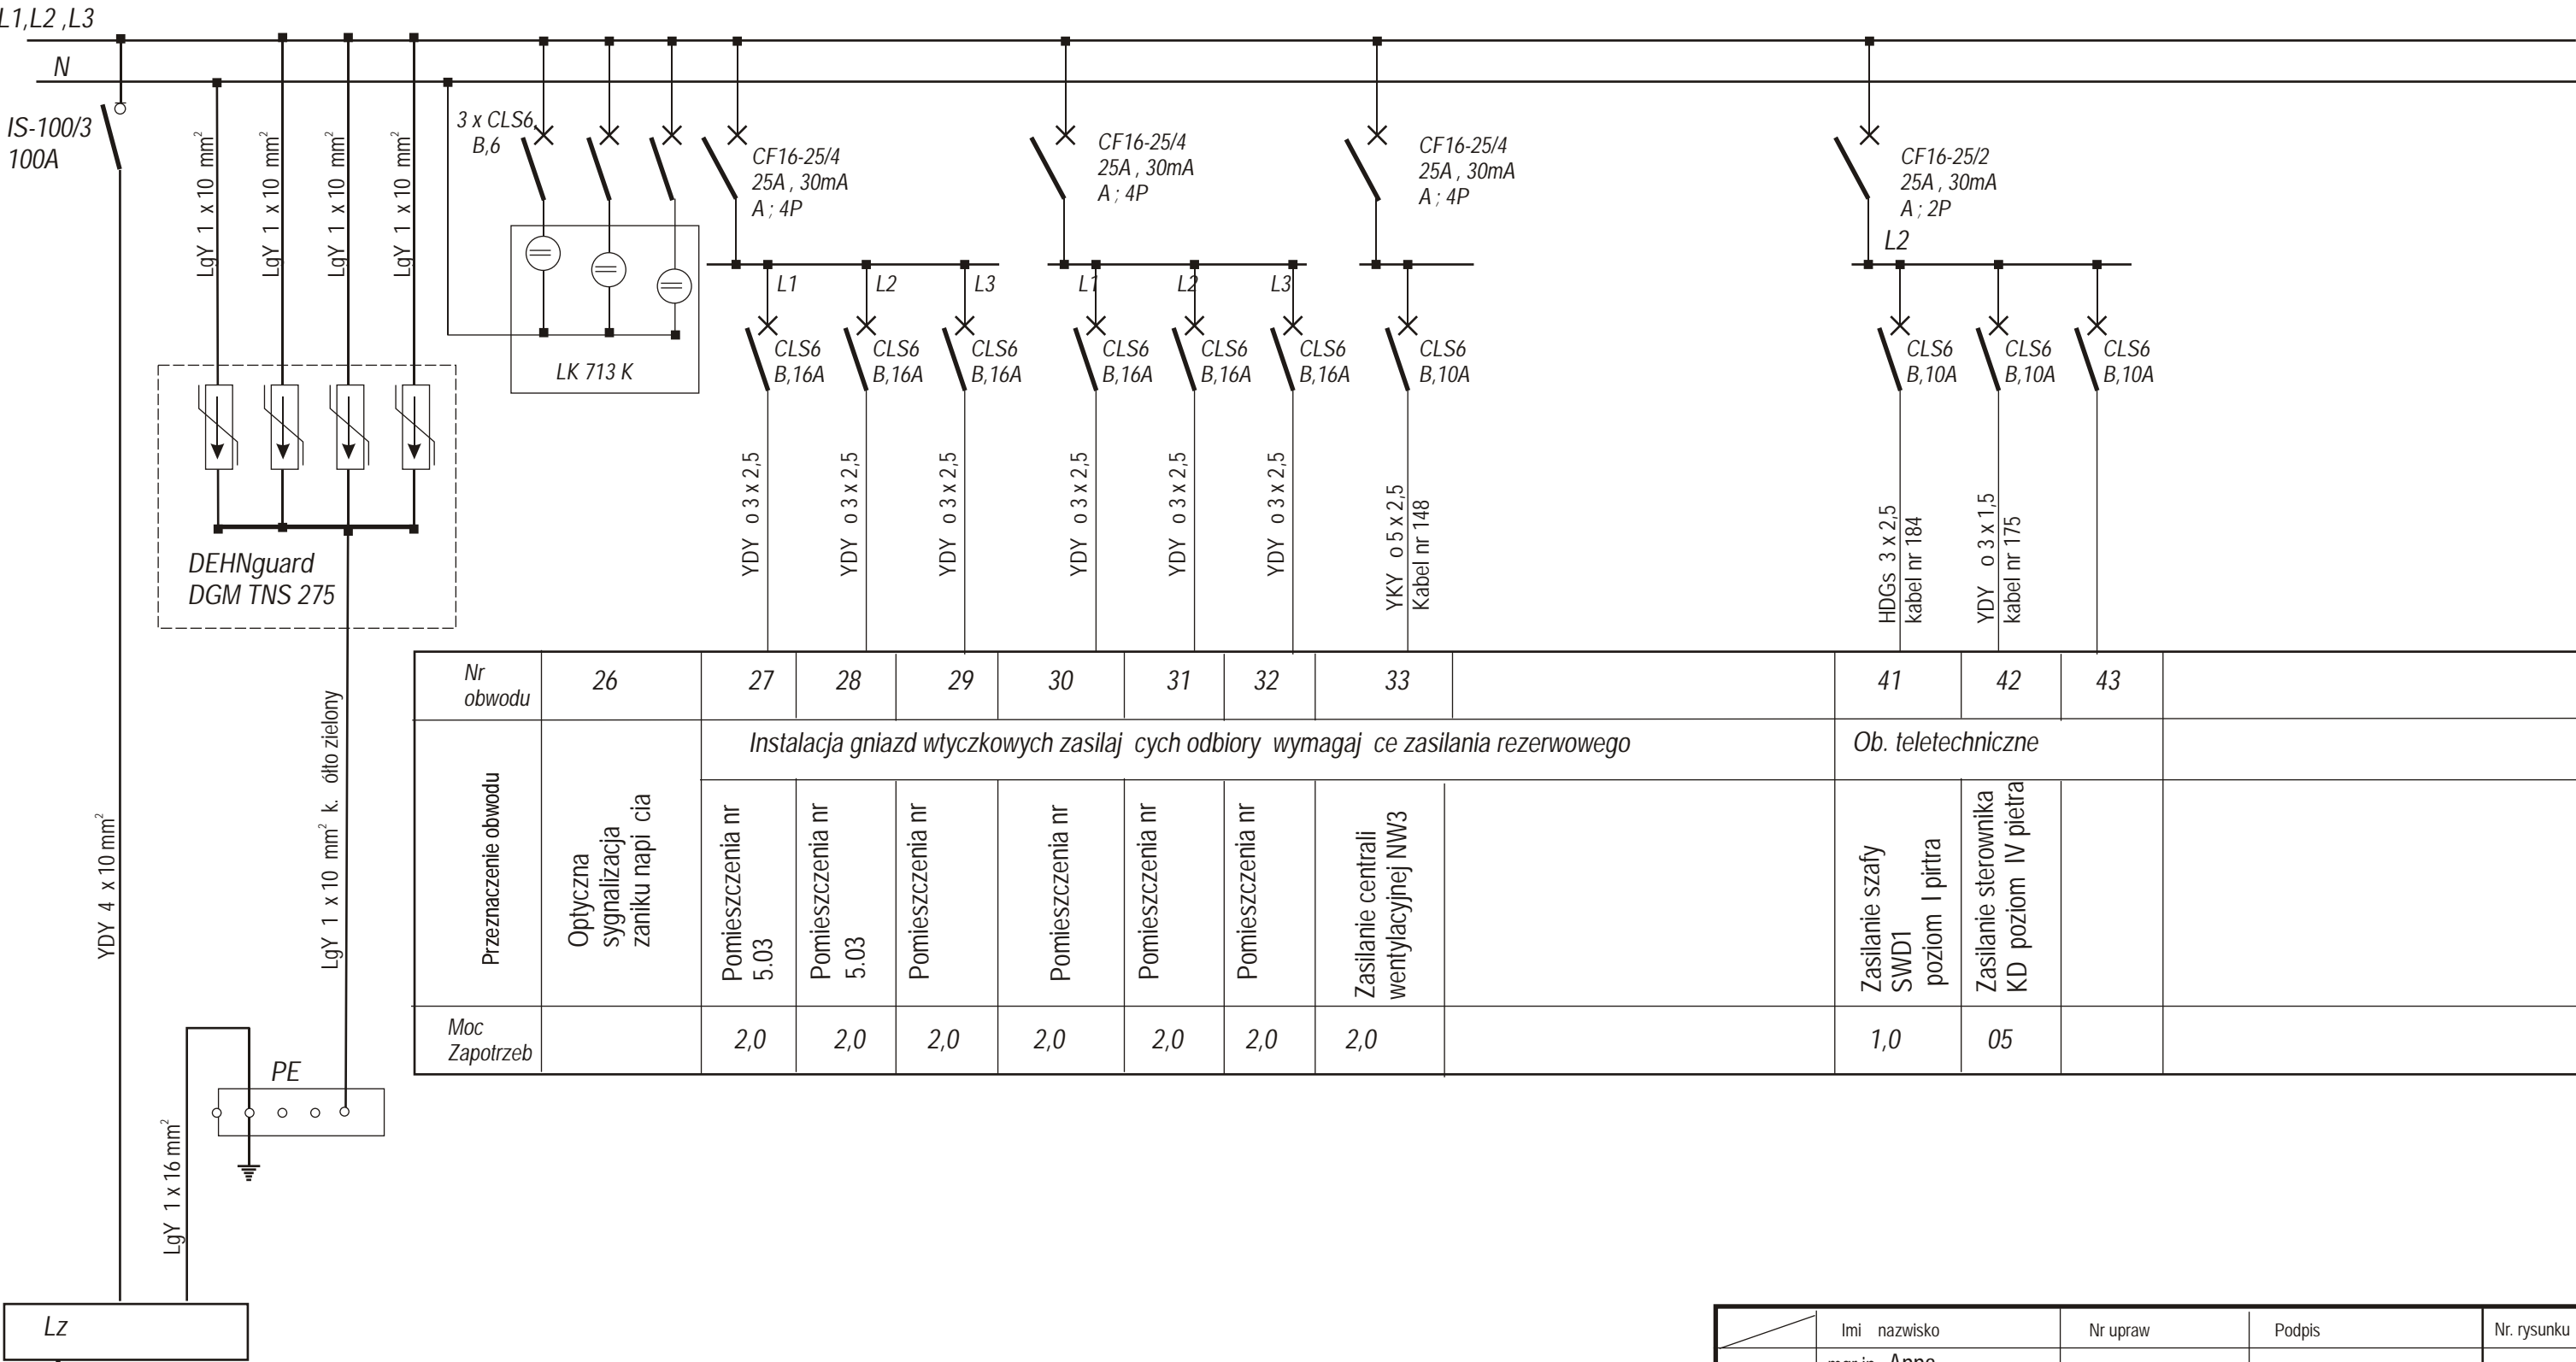 L1,L2 ,L3
N
IS-100/3
100A
LgY 1 x 10 mm²
LgY 1 x 10 mm²
LgY 1 x 10 mm²
LgY 1 x 10 mm²
3 x CLS6,
B,6
CF16-25/4
25A , 30mA
A ; 4P
CF16-25/4
25A , 30mA
A ; 4P
CF16-25/4
25A , 30mA
A ; 4P
CF16-25/2
25A , 30mA
A ; 2P
L2
L1
L2
L3
L1
L2
L3
LK 713 K
CLS6
B,16A
CLS6
B,16A
CLS6
B,16A
CLS6
B,16A
CLS6
B,16A
CLS6
B,16A
CLS6
B,10A
CLS6
B,10A
CLS6
B,10A
CLS6
B,10A
DEHNguard
DGM TNS 275
YDY o 3 x 2,5
YDY o 3 x 2,5
YDY o 3 x 2,5
YDY o 3 x 2,5
YDY o 3 x 2,5
YDY o 3 x 2,5
YKY o 5 x 2,5
Kabel nr 148
HDGs 3 x 2,5
kabel nr 184
YDY o 3 x 1,5
kabel nr 175
Nr
obwodu
26
27
28
29
30
31
32
33
41
42
43
Przeznaczenie obwodu
Instalacja gniazd wtyczkowych zasilaj cych odbiory wymagaj ce zasilania rezerwowego
Ob. teletechniczne
Optyczna
sygnalizacja
zaniku napi cia
Pomieszczenia nr
5.03
Pomieszczenia nr
5.03
Pomieszczenia nr
Pomieszczenia nr
Pomieszczenia nr
Pomieszczenia nr
Zasilanie centrali
wentylacyjnej NW3
Zasilanie szafy
SWD1
poziom I pirtra
Zasilanie sterownika
KD poziom IV pietra
Moc
Zapotrzeb
2,0
2,0
2,0
2,0
2,0
2,0
2,0
1,0
05
YDY 4 x 10 mm²
LgY 1 x 10 mm² k. ółto zielony
PE
LgY 1 x 16 mm²
Lz
Imi nazwisko
Nr upraw
Podpis
Nr. rysunku